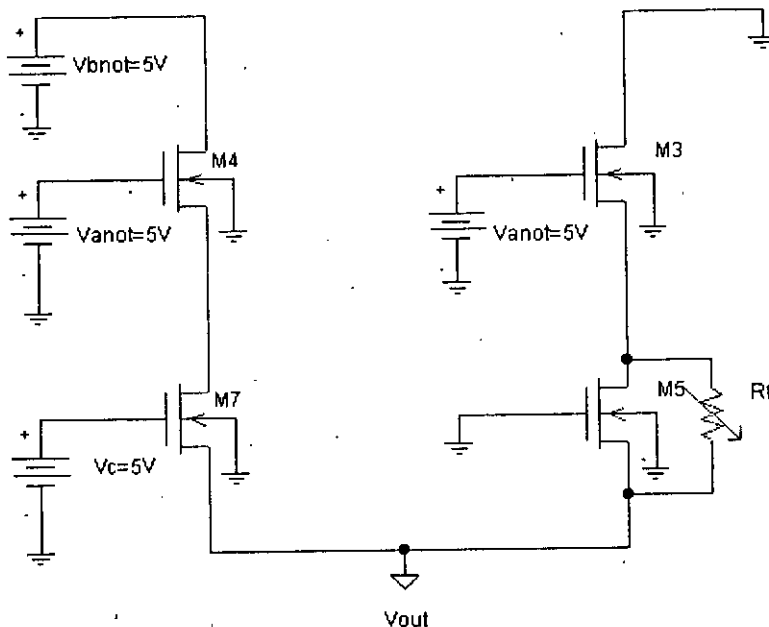 +
Vbnot=5V
M4
M3
+
Vanot=5V
+
Vanot=5V
M7
M5
+
Vc=5V
Vout